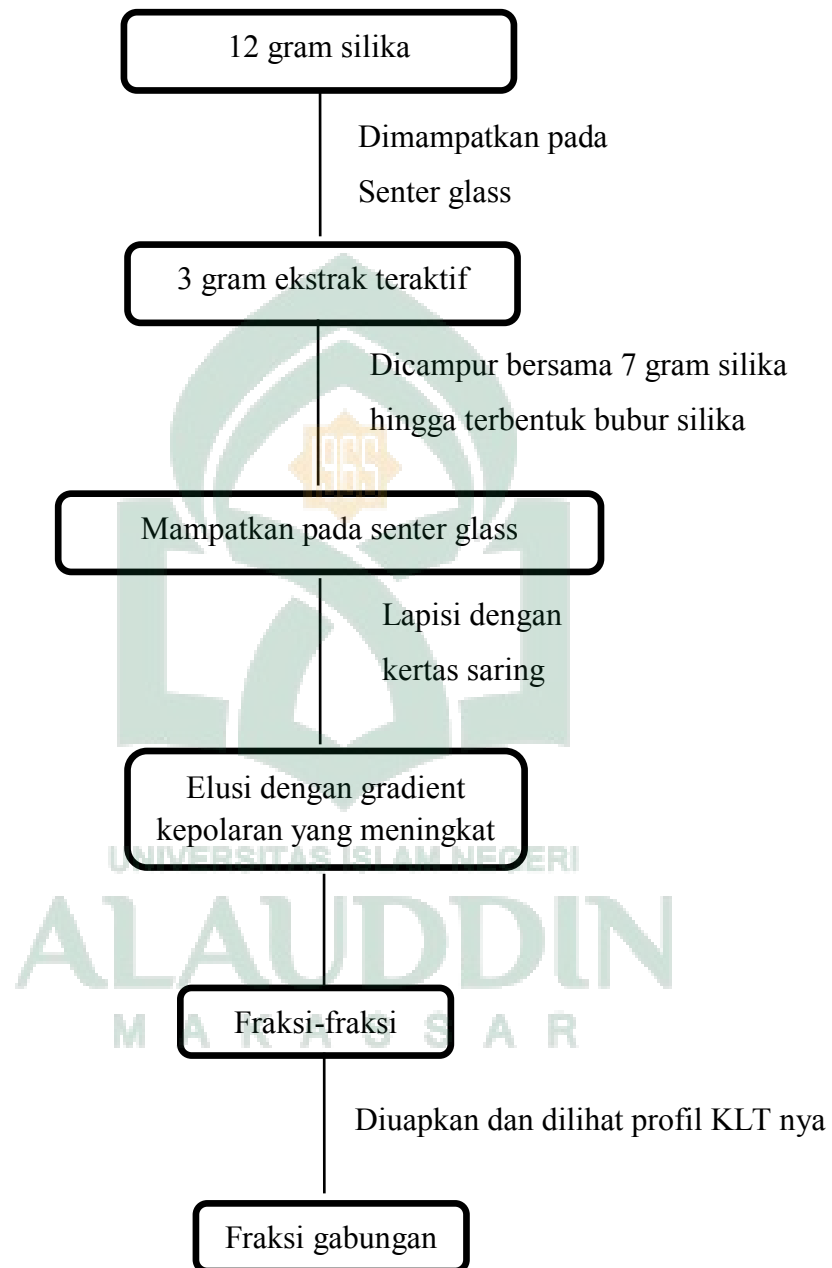 12 gram silika
Dimampatkan pada
Senter glass
3 gram ekstrak teraktif
Dicampur bersama 7 gram silika
hingga terbentuk bubur silika
1965
Mampatkan pada senter glass
Lapisi dengan
kertas saring
Elusi dengan gradient
kepolaran yang meningkat
UNIVERSITAS ISLAM NEGERI
ALAUDDIN
MAKASSAR
Fraksi-fraksi
Diuapkan dan dilihat profil KLT nya
Fraksi gabungan